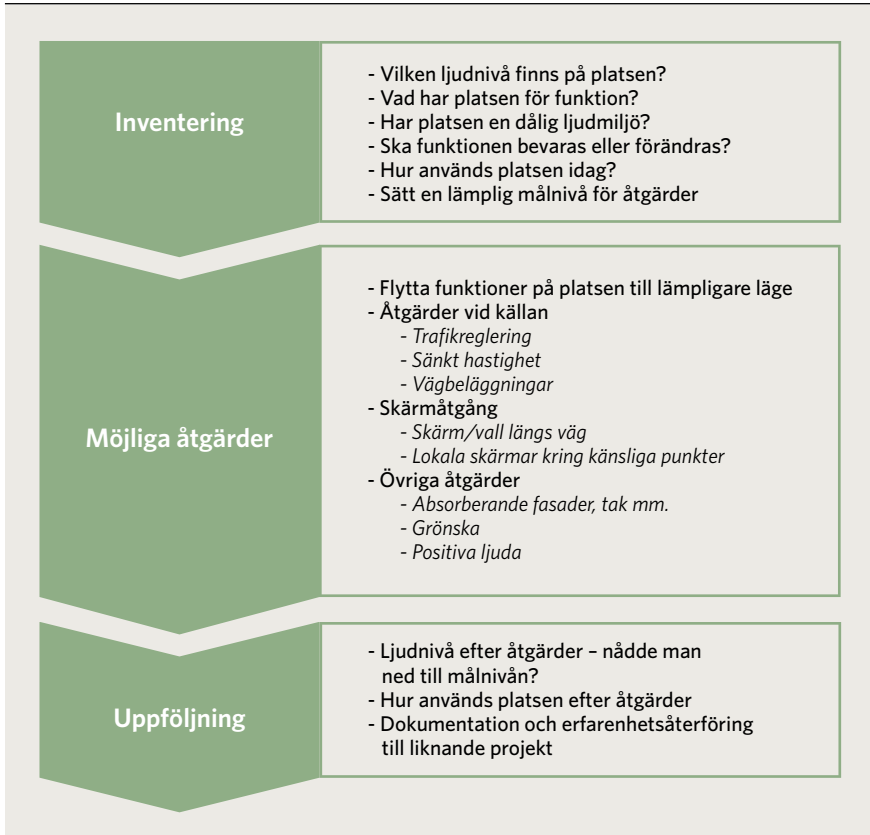 Inventering
- Vilken ljudnivå finns på platsen?
- Vad har platsen för funktion?
- Har platsen en dålig ljudmiljö?
- Ska funktionen bevaras eller förändras?
- Hur används platsen idag?
- Sätt en lämplig målnivå för åtgärder
Möjliga åtgärder
- Flytta funktioner på platsen till lämpligare läge
- Åtgärder vid källan
- Trafikreglering
- Sänkt hastighet
- Vägbeläggningar
- Skärmåtgång
- Skärm/vall längs väg
- Lokala skärmar kring känsliga punkter
- Övriga åtgärder
- Absorberande fasader, tak mm.
- Grönska
- Positiva ljuda
Uppföljning
- Ljudnivå efter åtgärder – nådde man
ned till målnivån?
- Hur används platsen efter åtgärder
- Dokumentation och erfarenhetsåterföring
till liknande projekt